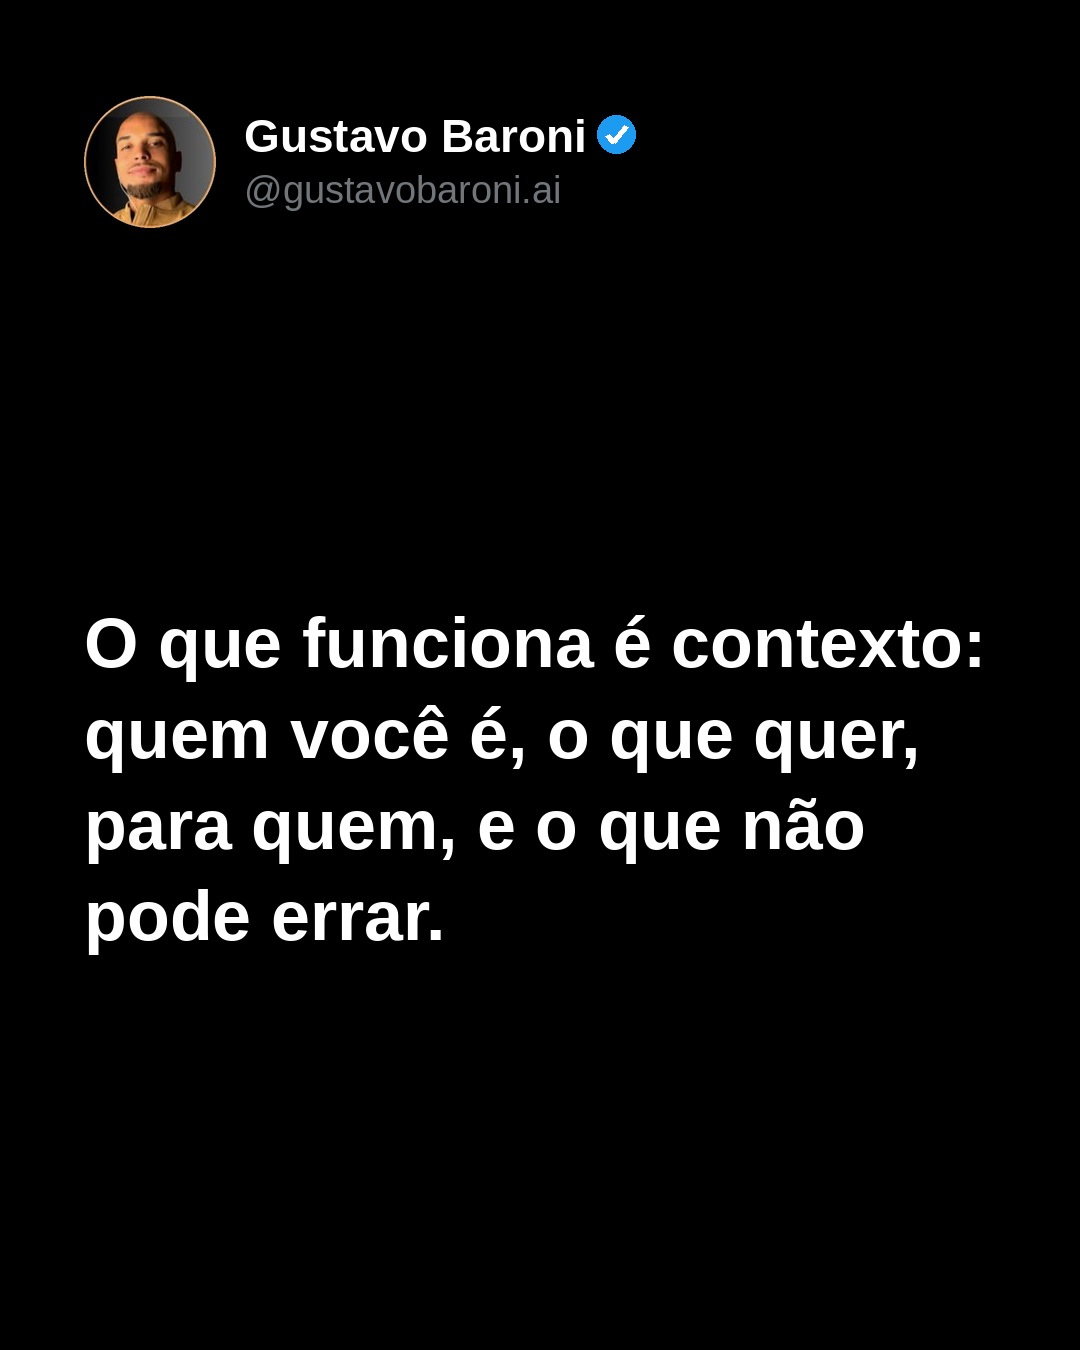 Gustavo Baroni
@gustavobaroni.ai
O que funciona é contexto:
quem você é, o que quer,
para quem, e o que não
pode errar.